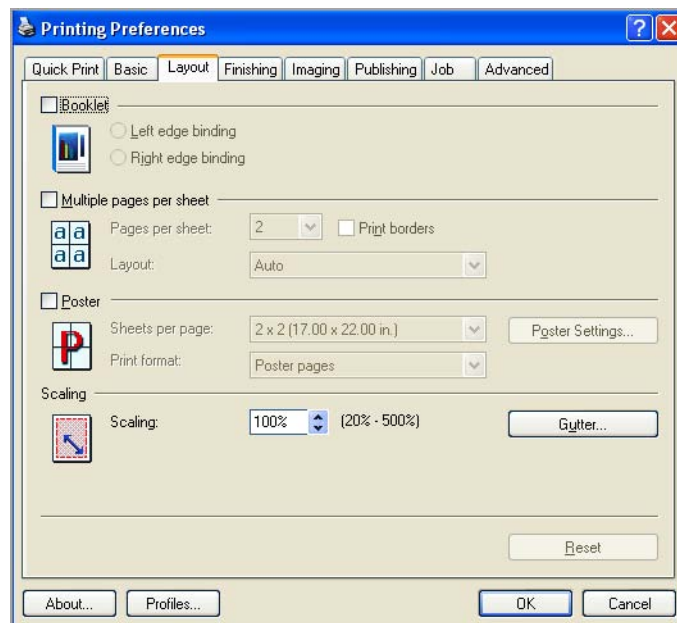 Printing Preferences
Quick Print Basic Layout Finishing Imaging Publishing Job Advanced
Booklet
Left edge binding
Right edge binding
Multiple pages per sheet
a a
a a
Pages per sheet: 2 Print borders
Layout: Auto
Poster
P
Sheets per page: 2 x 2 (17.00 x 22.00 in.) Poster Settings...
Print format: Poster pages
Scaling
Scaling: 100% (20% - 500%) Gutter...
Reset
About... Profiles... OK Cancel